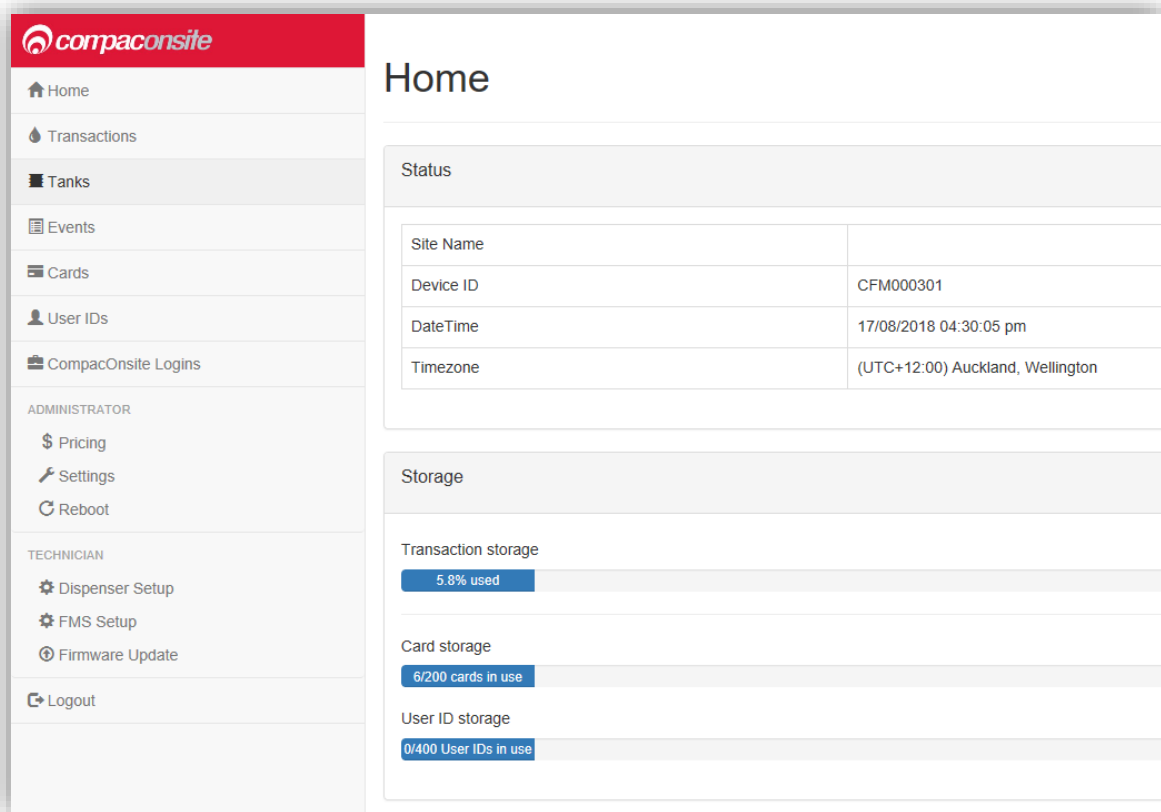 compaconsite
Home
Transactions
Tanks
Events
Cards
User IDs
CompacOnsite Logins
ADMINISTRATOR
$ Pricing
Settings
Reboot
TECHNICIAN
Dispenser Setup
FMS Setup
Firmware Update
Logout
Home
Status
Site Name
Device ID CFM000301
DateTime 17/08/2018 04:30:05 pm
Timezone (UTC+12:00) Auckland, Wellington
Storage
Transaction storage
5.8% used
Card storage
6/200 cards in use
User ID storage
0/400 User IDs in use